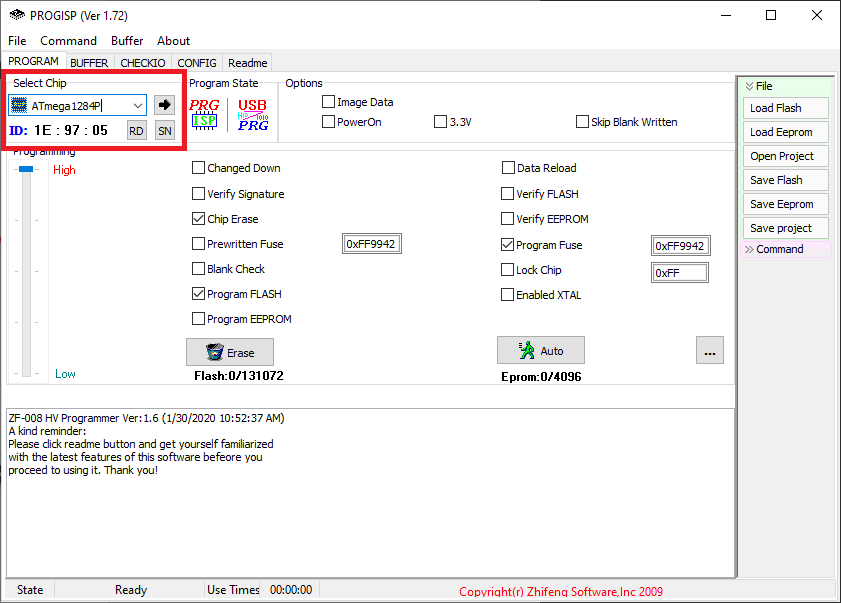 PROGISP (Ver 1.72)
File Command Buffer About
PROGRAM BUFFER CHECKIO CONFIG Readme
Select Chip
ATmega1284P
ID: 1E : 97 : 05 RD SN
Program State
PRG ISP
USB
PRG
Options
Image Data
PowerOn 3.3V Skip Blank Written
Programming
High
Low
Changed Down
Verify Signature
Chip Erase
Prewritten Fuse 0xFF9942
Blank Check
Program FLASH
Program EEPROM
Data Reload
Verify FLASH
Verify EEPROM
Program Fuse 0xFF9942
Lock Chip 0xFF
Enabled XTAL
Erase
Auto
...
Flash:0/131072
Eprom:0/4096
File
Load Flash
Load Eeprom
Open Project
Save Flash
Save Eeprom
Save project
Command
ZF-008 HV Programmer Ver:1.6 (1/30/2020 10:52:37 AM)
A kind reminder:
Please click readme button and get yourself familiarized
with the latest features of this software befeore you
proceed to using it. Thank you!
State Ready Use Times 00:00:00 Copyright(r) Zhifeng Software,Inc 2009